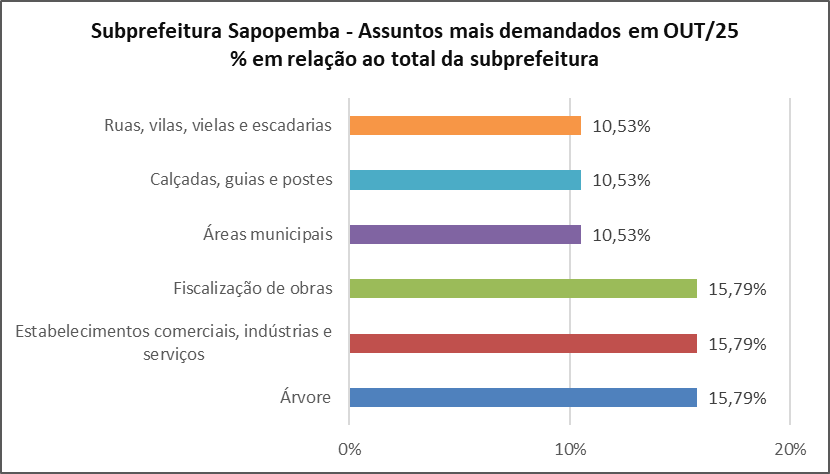 Subprefeitura Sapopemba - Assuntos mais demandados em OUT/25
% em relação ao total da subprefeitura
Ruas, vilas, vielas e escadarias 10,53%
Calçadas, guias e postes 10,53%
Áreas municipais 10,53%
Fiscalização de obras 15,79%
Estabelecimentos comerciais, indústrias e
serviços 15,79%
Árvore 15,79%
0% 10% 20%